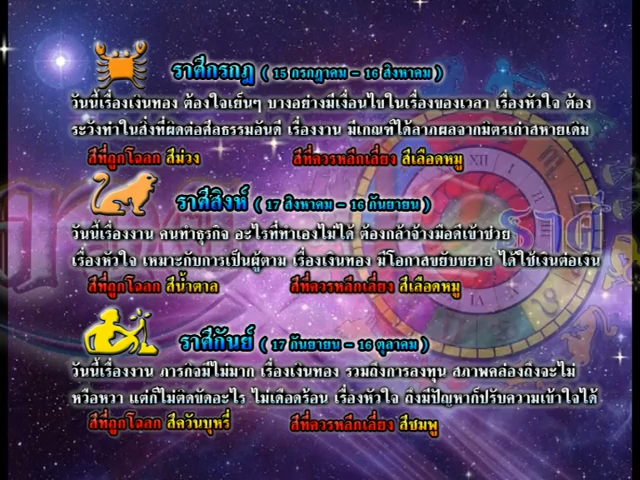 ราศีกรกฎ ( 15 กรกฎาคม - 16 สิงหาคม )
วันนี้เรื่องเงินทอง ต้องใจเย็นๆ บางอย่างมีเงื่อนไขในเรื่องของเวลา เรื่องหัวใจ ต้อง
ระวังทำในสิ่งที่ผิดต่อศีลธรรมอันดี เรื่องงาน มีเกณฑ์ได้ลาภผลจากมิตรเก่าสหายเดิม
สีที่ถูกโฉลก สีม่วง สีที่ควรหลีกเลี่ยง สีเลือดหมู
ราศีสิงห์ ( 17 สิงหาคม - 16 กันยายน )
วันนี้เรื่องงาน คนทำธุรกิจ อะไรที่ทำเองไม่ได้ ต้องกล้าจ้างมือดีเข้าช่วย
เรื่องหัวใจ เหมาะกับการเป็นผู้ตาม เรื่องเงินทอง มีโอกาสขยับขยาย ได้ใช้เงินต่อเงิน
สีที่ถูกโฉลก สีน้ำตาล สีที่ควรหลีกเลี่ยง สีเลือดหมู
ราศีกันย์ ( 17 กันยายน - 16 ตุลาคม )
วันนี้เรื่องงาน ภารกิจมีไม่มาก เรื่องเงินทอง รวมถึงการลงทุน สภาพคล่องถึงจะไม่
หวือหวา แต่ก็ไม่ติดขัดอะไร ไม่เดือดร้อน เรื่องหัวใจ ถึงมีปัญหาก็ปรับความเข้าใจได้
สีที่ถูกโฉลก สีควันบุหรี่ สีที่ควรหลีกเลี่ยง สีชมพู